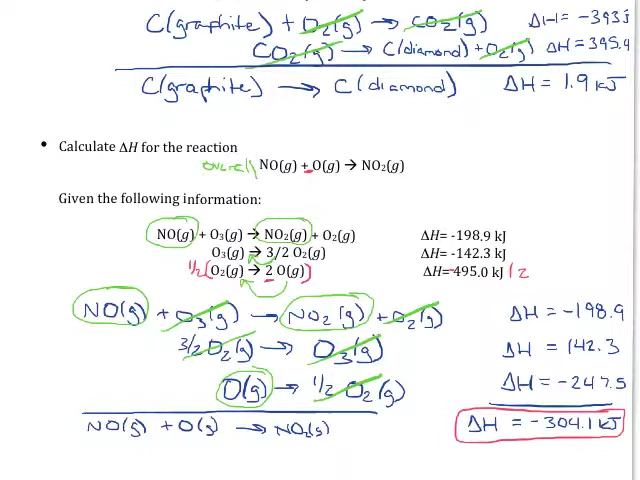 C(graphite) + O₂(g) → CO₂(g) ΔH = -393.5
CO₂(g) → C(diamond) + O₂(g) ΔH = 395.4
C(graphite) → C(diamond) ΔH = 1.9 kJ
• Calculate ΔH for the reaction
overall NO(g) + O(g) → NO₂(g)
Given the following information:
NO(g) + O₃(g) → NO₂(g) + O₂(g) ΔH= -198.9 kJ
O₃(g) → 3/2 O₂(g) ΔH= -142.3 kJ
1/2 (O₂(g) → 2 O(g)) ΔH= -495.0 kJ /2
NO(g) + O₃(g) → NO₂(g) + O₂(g) ΔH = -198.9
3/2 O₂(g) → O₃(g) ΔH = 142.3
O(g) → 1/2 O₂(g) ΔH = -247.5
NO(g) + O(g) → NO₂(g) ΔH = -304.1 kJ